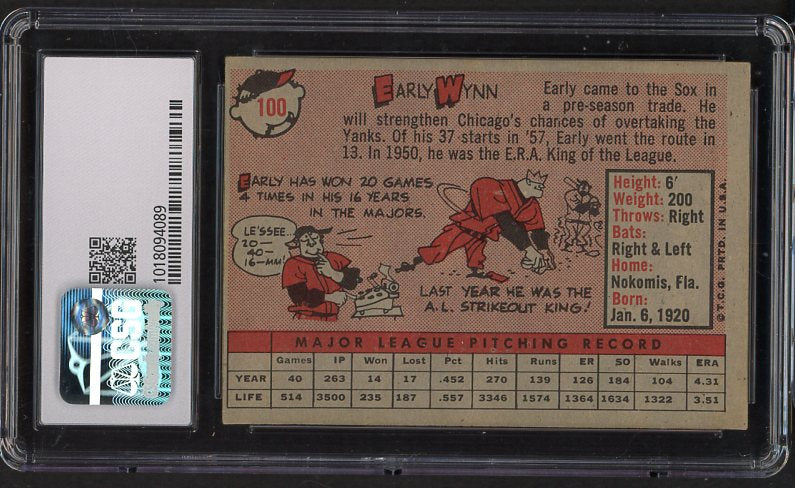 100
EARLY WYNN
Early came to the Sox in
a pre-season trade. He
will strengthen Chicago's chances of overtaking the
Yanks. Of his 37 starts in '57, Early went the route in
13. In 1950, he was the E.R.A. King of the League.
EARLY HAS WON 20 GAMES
4 TIMES IN HIS 16 YEARS
IN THE MAJORS.
LE'SSEE...
20-
40-
16-MM!
LAST YEAR HE WAS THE
A.L. STRIKEOUT KING!
Height: 6'
Weight: 200
Throws: Right
Bats:
Right & Left
Home:
Nokomis, Fla.
Born:
Jan. 6, 1920
© T.C.G. PRTD. IN U.S.A.
MAJOR LEAGUE PITCHING RECORD
Games IP Won Lost Pct Hits Runs ER SO Walks ERA
YEAR 40 263 14 17 .452 270 139 126 184 104 4.31
LIFE 514 3500 235 187 .557 3346 1574 1364 1634 1322 3.51
1018094089
CSG